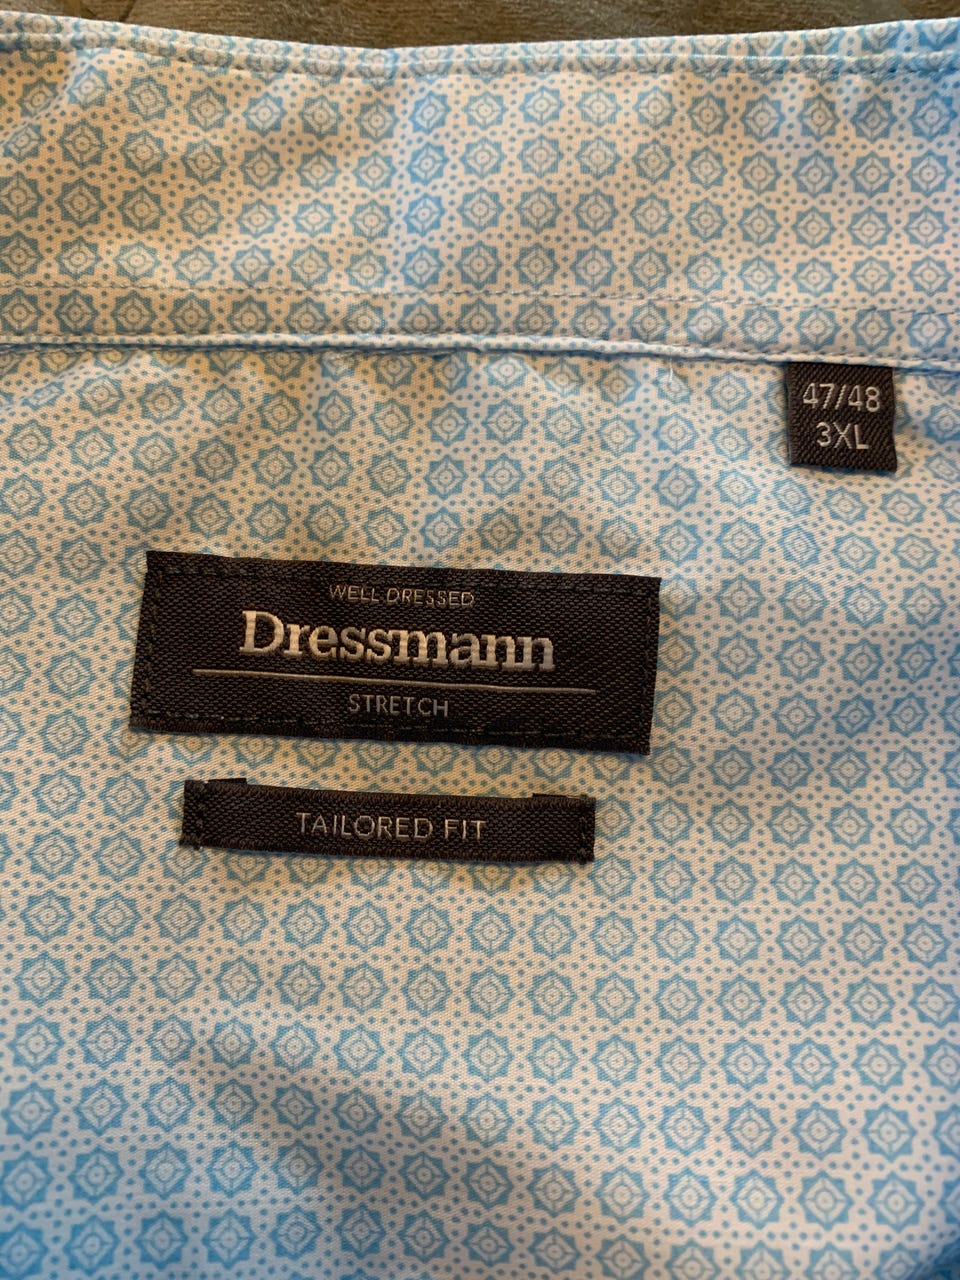 47/48
3XL
WELL DRESSED
Dressmann
STRETCH
TAILORED FIT